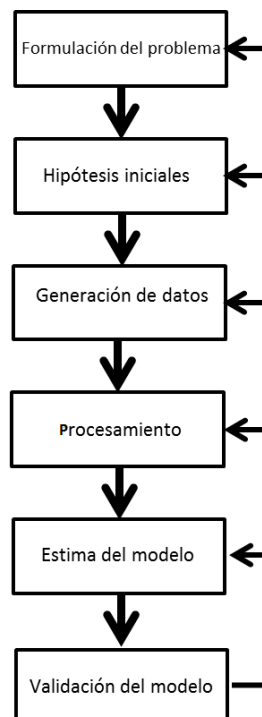 Formulación del problema
Hipótesis iniciales
Generación de datos
Procesamiento
Estima del modelo
Validación del modelo